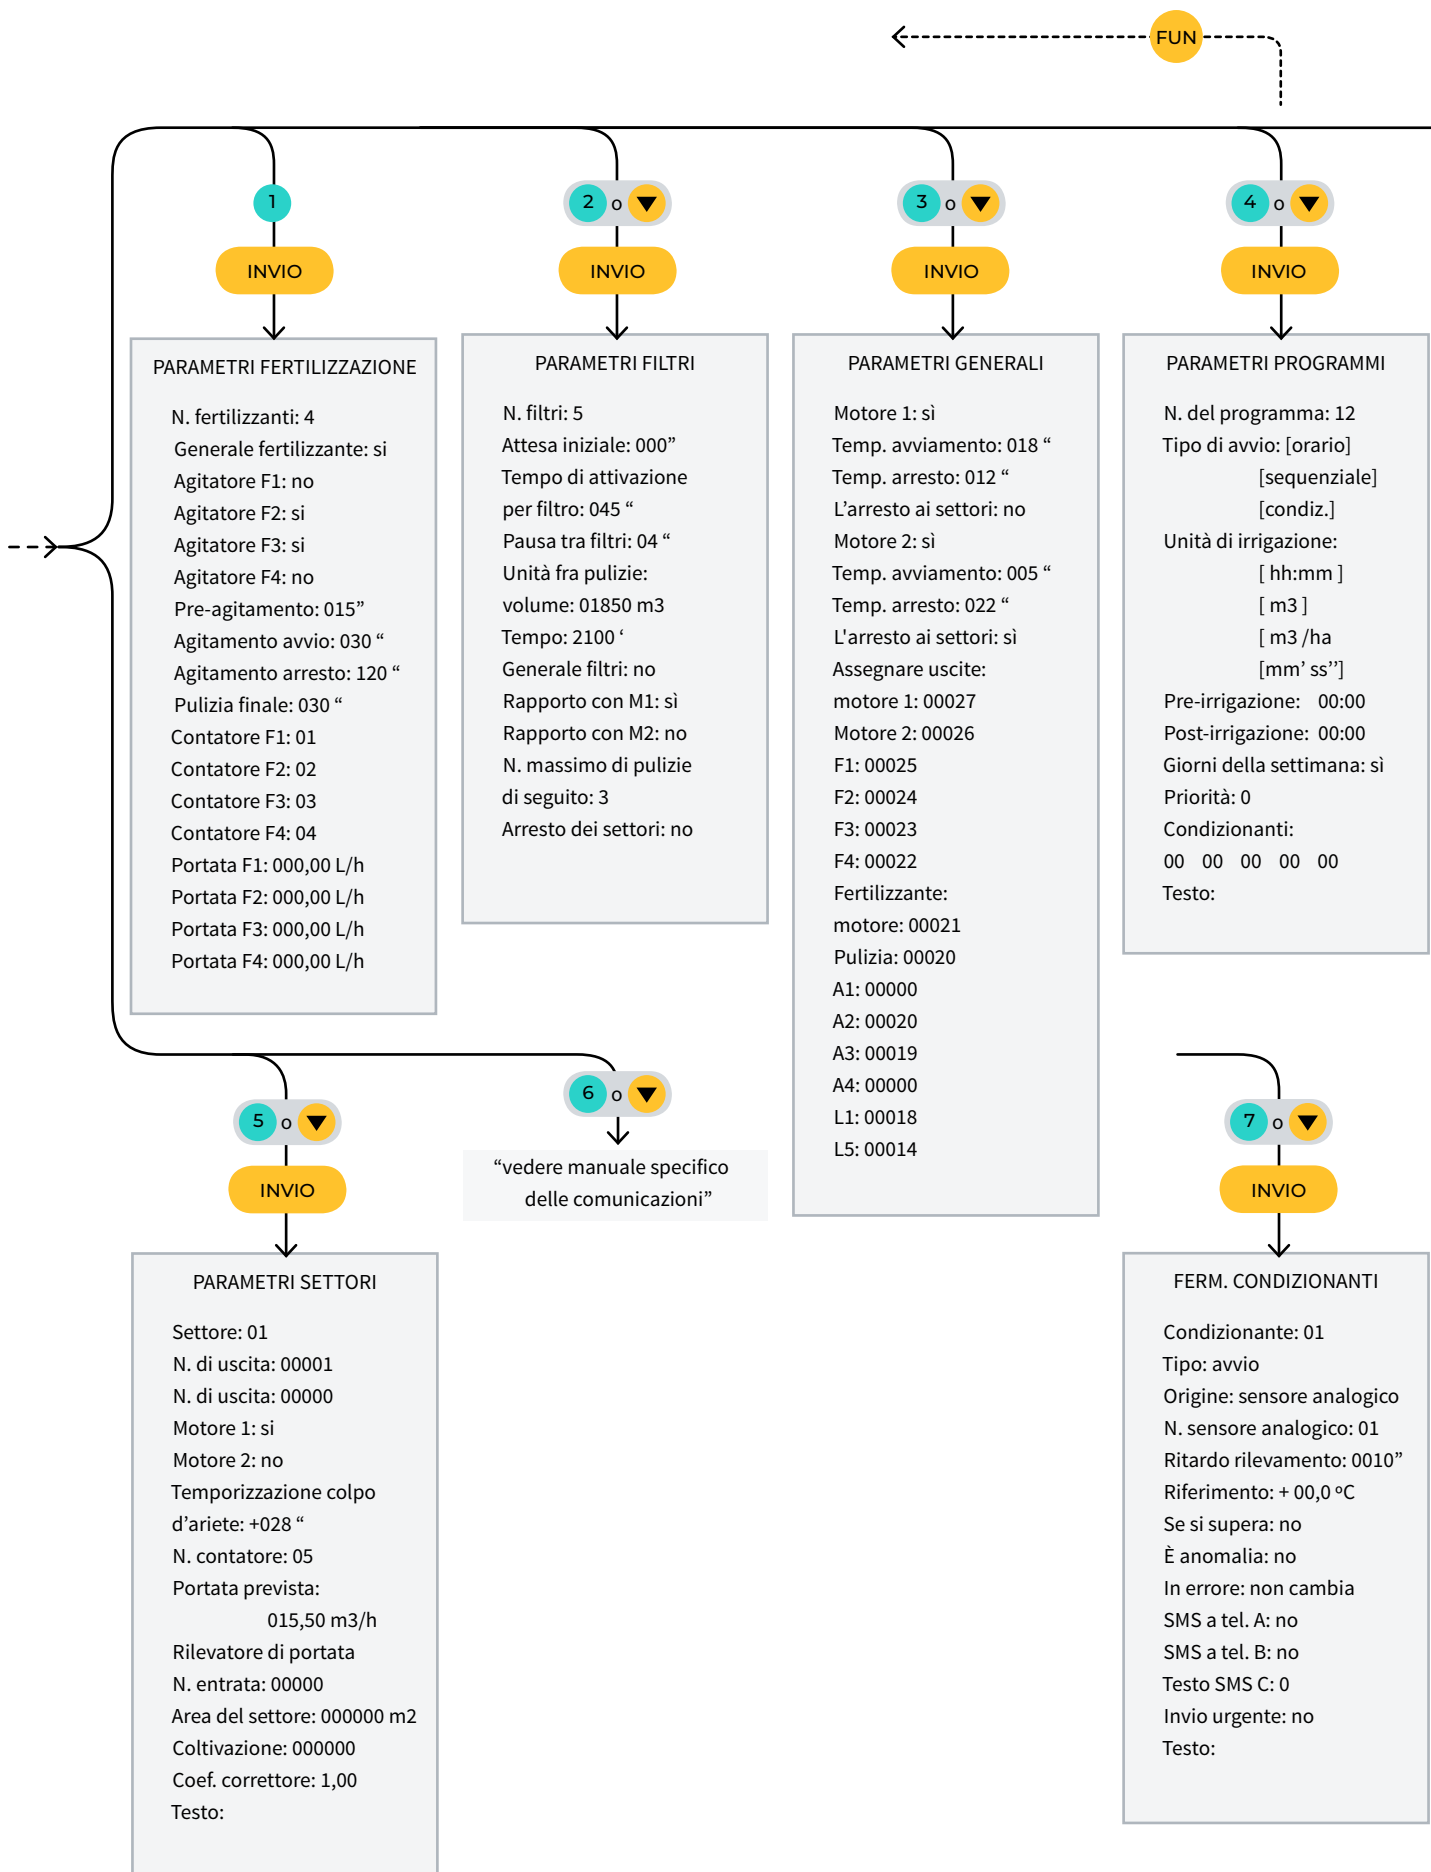 FUN
1
INVIO
PARAMETRI FERTILIZZAZIONE
N. fertilizzanti: 4
Generale fertilizzante: si
Agitatore F1: no
Agitatore F2: si
Agitatore F3: si
Agitatore F4: no
Pre-agitamento: 015”
Agitamento avvio: 030 “
Agitamento arresto: 120 “
Pulizia finale: 030 “
Contatore F1: 01
Contatore F2: 02
Contatore F3: 03
Contatore F4: 04
Portata F1: 000,00 L/h
Portata F2: 000,00 L/h
Portata F3: 000,00 L/h
Portata F4: 000,00 L/h
2 o
INVIO
PARAMETRI FILTRI
N. filtri: 5
Attesa iniziale: 000”
Tempo di attivazione
per filtro: 045 “
Pausa tra filtri: 04 “
Unità fra pulizie:
volume: 01850 m3
Tempo: 2100 ‘
Generale filtri: no
Rapporto con M1: sì
Rapporto con M2: no
N. massimo di pulizie
di seguito: 3
Arresto dei settori: no
3 o
INVIO
PARAMETRI GENERALI
Motore 1: sì
Temp. avviamento: 018 “
Temp. arresto: 012 “
L’arresto ai settori: no
Motore 2: sì
Temp. avviamento: 005 “
Temp. arresto: 022 “
L'arresto ai settori: sì
Assegnare uscite:
motore 1: 00027
Motore 2: 00026
F1: 00025
F2: 00024
F3: 00023
F4: 00022
Fertilizzante:
motore: 00021
Pulizia: 00020
A1: 00000
A2: 00020
A3: 00019
A4: 00000
L1: 00018
L5: 00014
4 o
INVIO
PARAMETRI PROGRAMMI
N. del programma: 12
Tipo di avvio: [orario]
[sequenziale]
[condiz.]
Unità di irrigazione:
[ hh:mm ]
[ m3 ]
[ m3 /ha
[mm’ ss’’]
Pre-irrigazione: 00:00
Post-irrigazione: 00:00
Giorni della settimana: sì
Priorità: 0
Condizionanti:
00 00 00 00 00
Testo:
5 o
INVIO
PARAMETRI SETTORI
Settore: 01
N. di uscita: 00001
N. di uscita: 00000
Motore 1: si
Motore 2: no
Temporizzazione colpo
d’ariete: +028 “
N. contatore: 05
Portata prevista:
015,50 m3/h
Rilevatore di portata
N. entrata: 00000
Area del settore: 000000 m2
Coltivazione: 000000
Coef. correttore: 1,00
Testo:
6 o
“vedere manuale specifico
delle comunicazioni”
7 o
INVIO
FERM. CONDIZIONANTI
Condizionante: 01
Tipo: avvio
Origine: sensore analogico
N. sensore analogico: 01
Ritardo rilevamento: 0010”
Riferimento: + 00,0 ºC
Se si supera: no
È anomalia: no
In errore: non cambia
SMS a tel. A: no
SMS a tel. B: no
Testo SMS C: 0
Invio urgente: no
Testo: